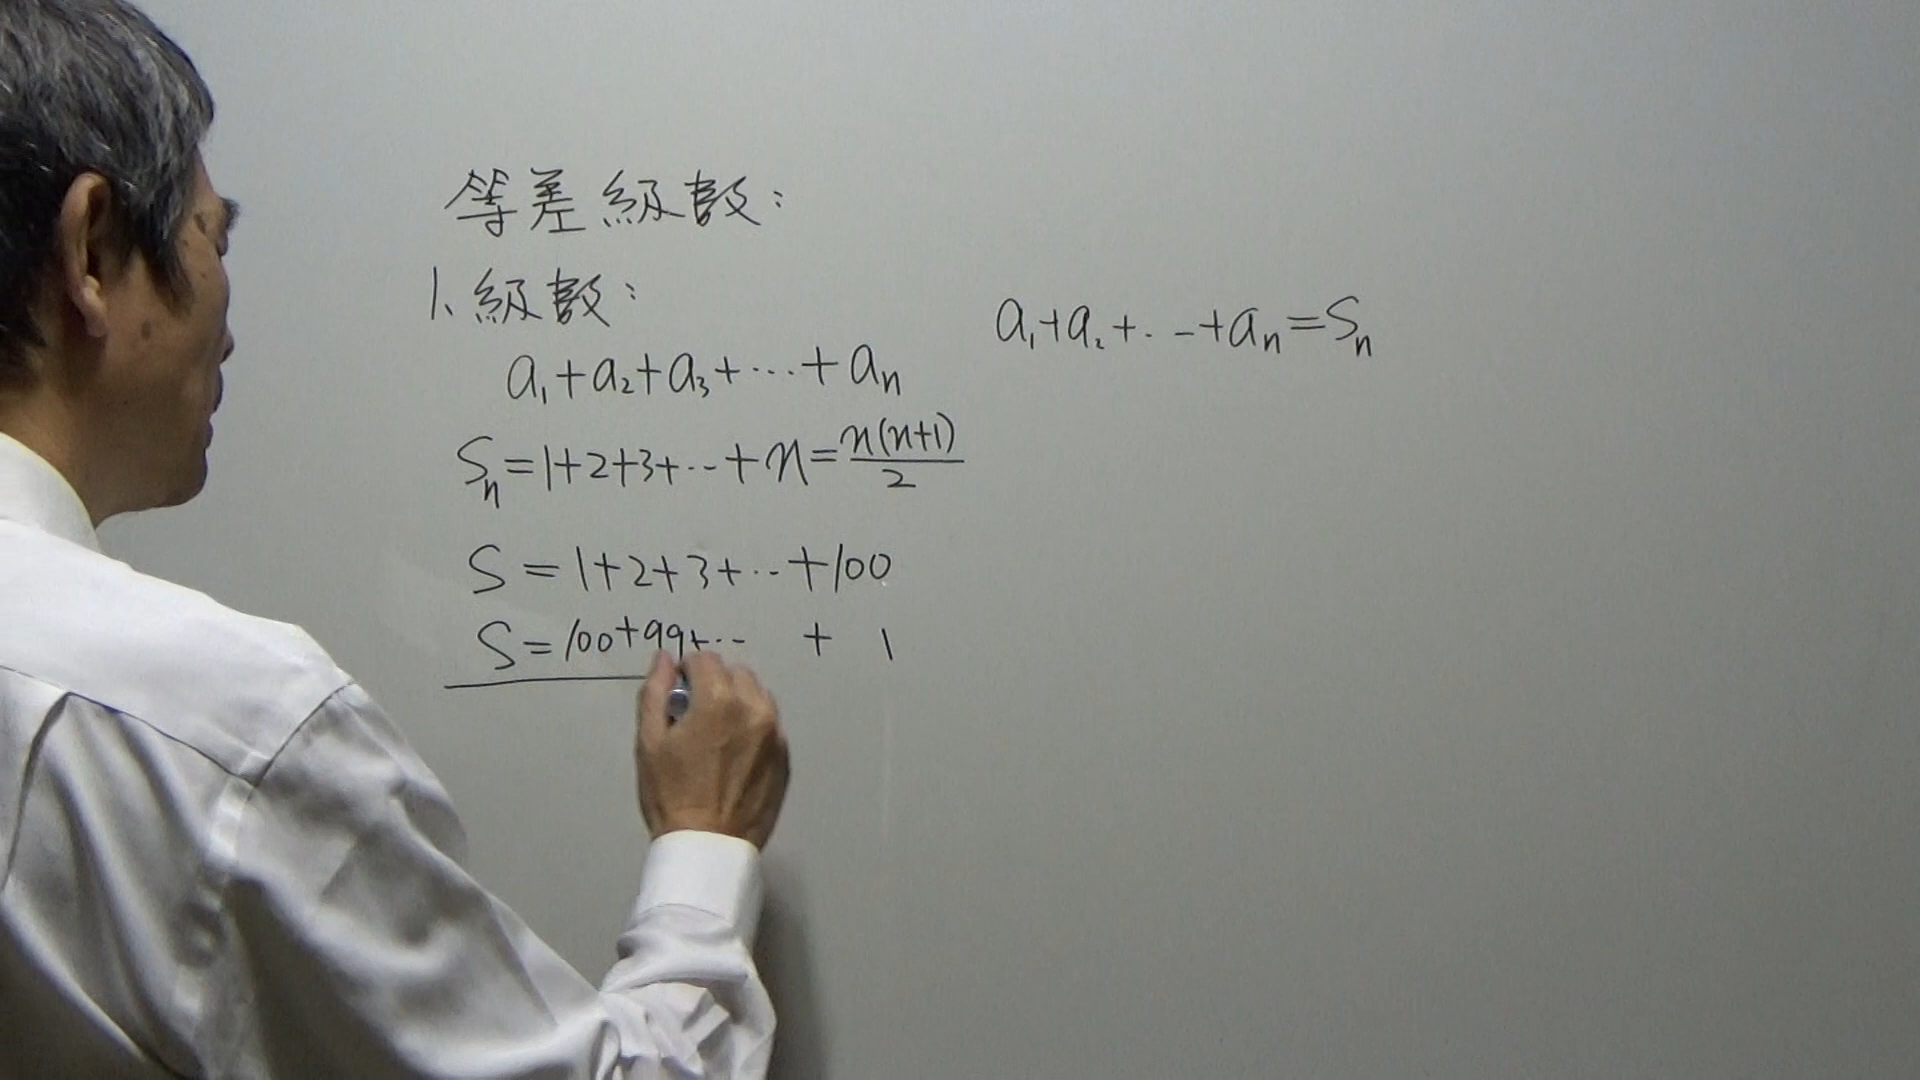 等差級數:
1、級數:
a₁+a₂+a₃+⋯+aₙ
Sₙ=1+2+3+⋯+n=n(n+1)/2
S=1+2+3+⋯+100
S=100+99+⋯ + 1
a₁+a₂+⋯+aₙ=Sₙ